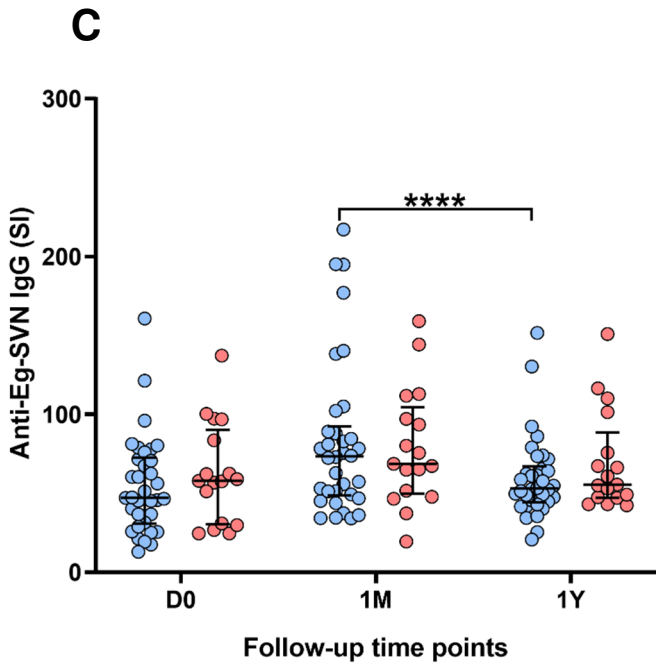 C
300
200
100
0
Anti-Eg-SVN IgG (SI)
****
D0 1M 1Y
Follow-up time points